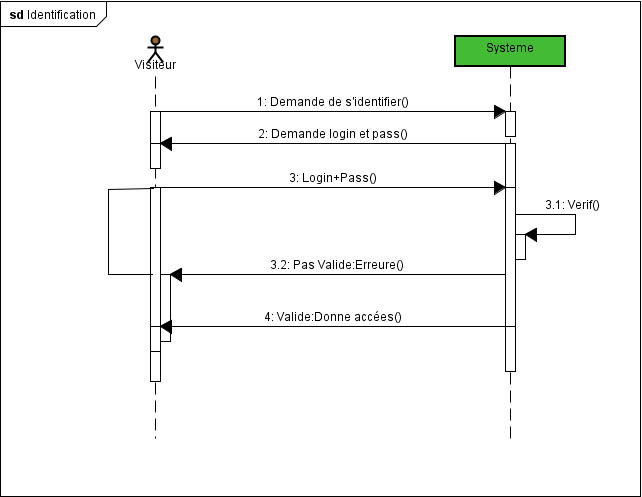 sd Identification
Visiteur
Systeme
1: Demande de s'identifier()
2: Demande login et pass()
3: Login+Pass()
3.1: Verif()
3.2: Pas Valide:Erreure()
4: Valide:Donne accées()